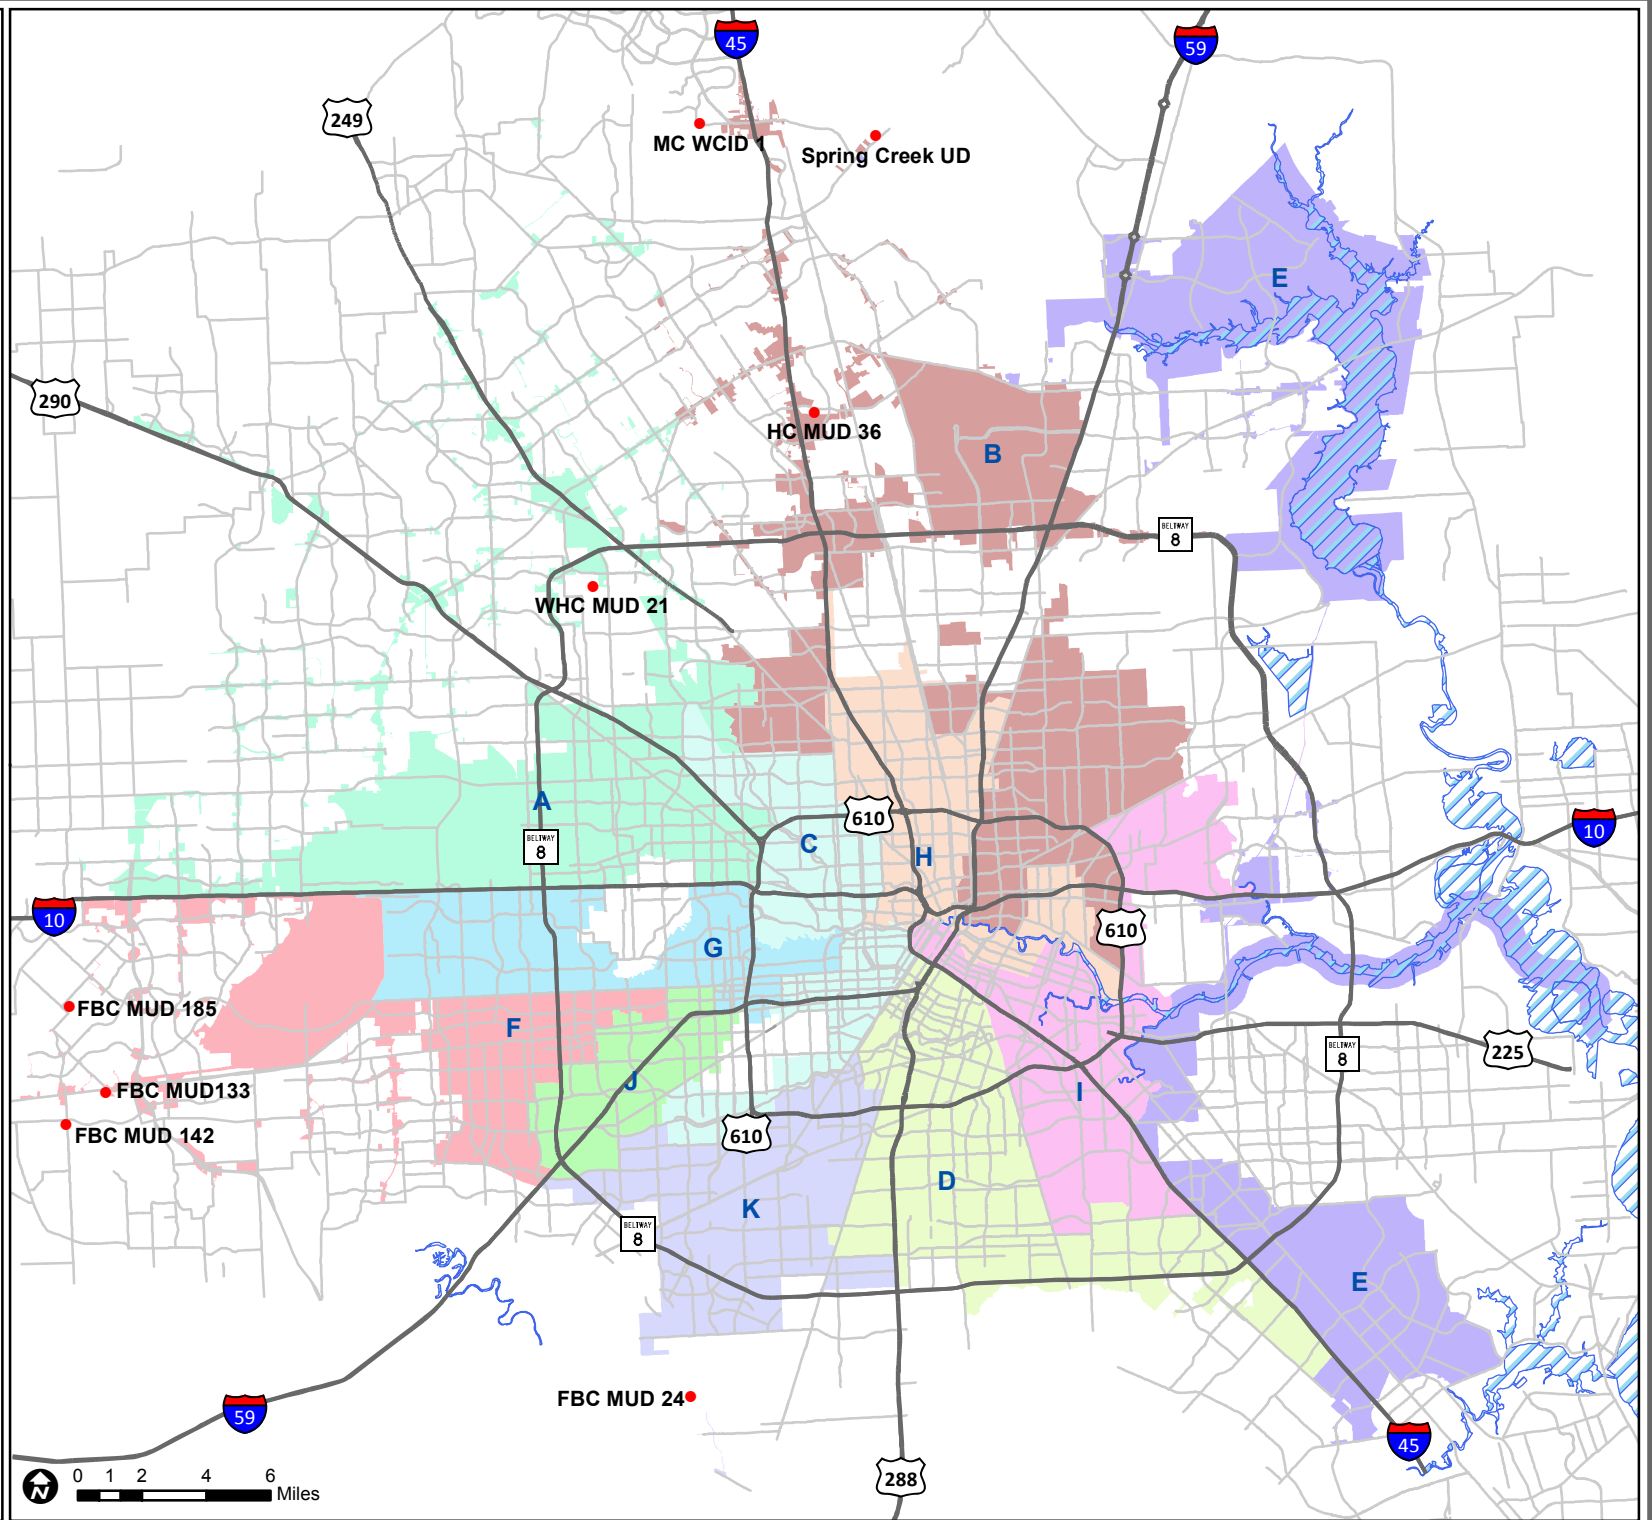 45
59
249
MC WCID 1
Spring Creek UD
E
290
HC MUD 36
B
BELTWAY
8
WHC MUD 21
A
610
10
BELTWAY
8
C
H
10
610
G
FBC MUD 185
F
225
BELTWAY
8
J
FBC MUD133
I
FBC MUD 142
610
D
K
BELTWAY
8
E
FBC MUD 24
59
45
288
N
0 1 2 4 6
Miles